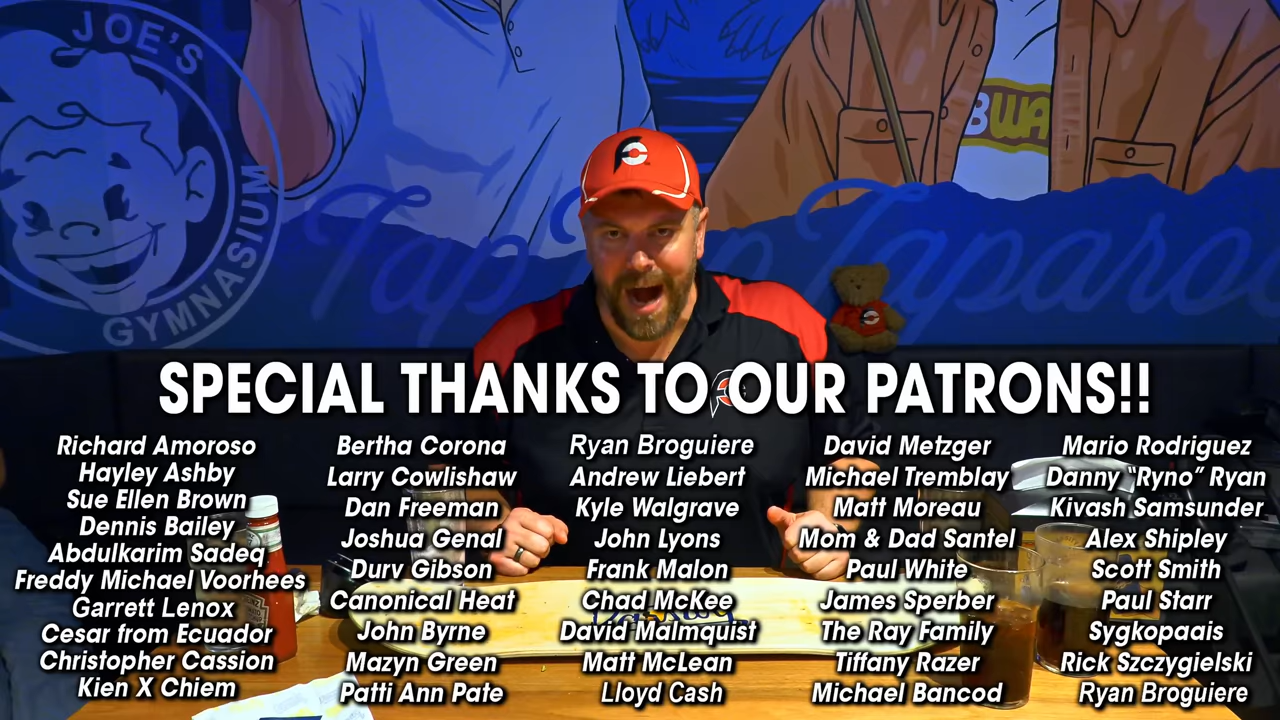 JOE'S
GYMNASIUM
BWA
Tap Tap Taparoo
SPECIAL THANKS TO OUR PATRONS!!
Richard Amoroso
Hayley Ashby
Sue Ellen Brown
Dennis Bailey
Abdulkarim Sadeq
Freddy Michael Voorhees
Garrett Lenox
Cesar from Ecuador
Christopher Cassion
Kien X Chiem
Bertha Corona
Larry Cowlishaw
Dan Freeman
Joshua Genal
Durv Gibson
Canonical Heat
John Byrne
Mazyn Green
Patti Ann Pate
Ryan Broguiere
Andrew Liebert
Kyle Walgrave
John Lyons
Frank Malon
Chad McKee
David Malmquist
Matt McLean
Lloyd Cash
David Metzger
Michael Tremblay
Matt Moreau
Mom & Dad Santel
Paul White
James Sperber
The Ray Family
Tiffany Razer
Michael Bancod
Mario Rodriguez
Danny “Ryno” Ryan
Kivash Samsunder
Alex Shipley
Scott Smith
Paul Starr
Sygkopaais
Rick Szczygielski
Ryan Broguiere
HEINZ